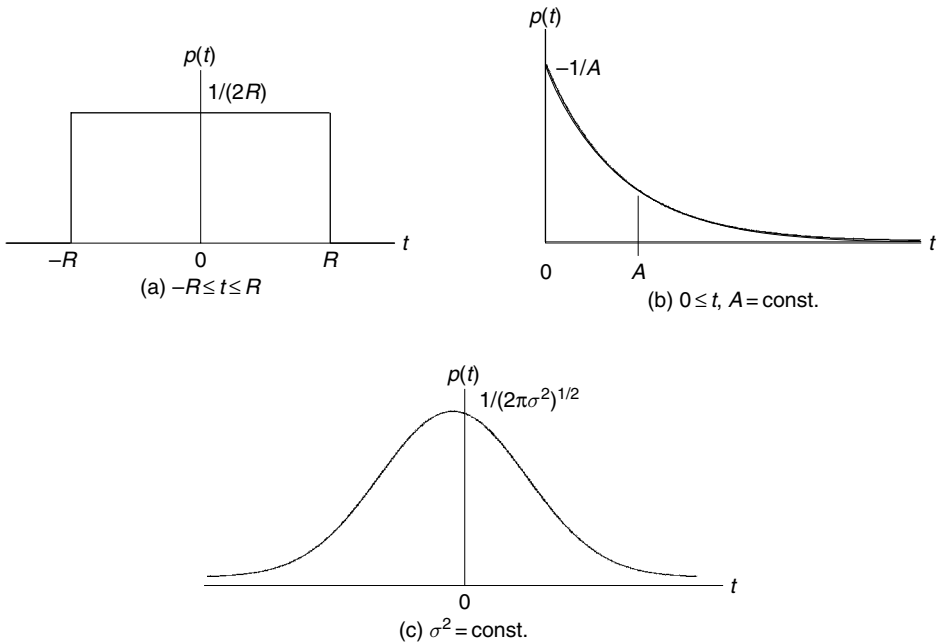 p(t)
1/(2R)
−R
0
R
t
(a) −R ≤ t ≤ R
p(t)
−1/A
0
A
t
(b) 0 ≤ t, A = const.
p(t)
1/(2πσ²)^{1/2}
0
t
(c) σ² = const.